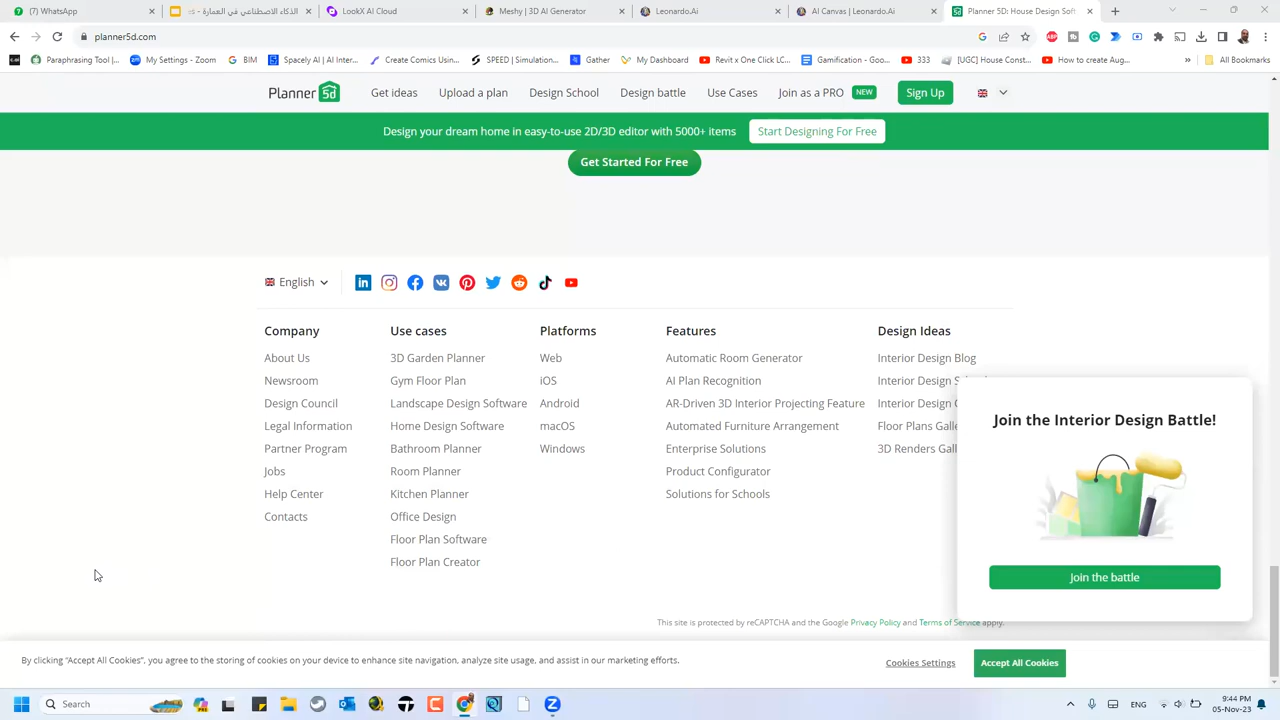 (7) WhatsApp
الذكاء الاصطناعي في العمارة - es
LookX AI Cloud
Meshy | 3D AI Generator
Leonardo.Ai
AI Canvas | Leonardo.Ai
Planner 5D: House Design Soft
planner5d.com
Paraphrasing Tool |
My Settings - Zoom
BIM
Spacely AI | AI Inter...
Create Comics Using...
SPEED | Simulation...
Gather
My Dashboard
Revit x One Click LC...
Gamification - Goo...
333
[UGC] House Const...
How to create Aug...
»
All Bookmarks
Planner 5d
Get ideas
Upload a plan
Design School
Design battle
Use Cases
Join as a PRO NEW
Sign Up
Design your dream home in easy-to-use 2D/3D editor with 5000+ items
Start Designing For Free
Get Started For Free
English
Company
About Us
Newsroom
Design Council
Legal Information
Partner Program
Jobs
Help Center
Contacts
Use cases
3D Garden Planner
Gym Floor Plan
Landscape Design Software
Home Design Software
Bathroom Planner
Room Planner
Kitchen Planner
Office Design
Floor Plan Software
Floor Plan Creator
Platforms
Web
iOS
Android
macOS
Windows
Features
Automatic Room Generator
AI Plan Recognition
AR-Driven 3D Interior Projecting Feature
Automated Furniture Arrangement
Enterprise Solutions
Product Configurator
Solutions for Schools
Design Ideas
Interior Design Blog
Interior Design
Interior Design
Floor Plans Galle
3D Renders Gall
Join the Interior Design Battle!
Join the battle
This site is protected by reCAPTCHA and the Google Privacy Policy and Terms of Service apply.
By clicking “Accept All Cookies”, you agree to the storing of cookies on your device to enhance site navigation, analyze site usage, and assist in our marketing efforts.
Cookies Settings
Accept All Cookies
Search
ENG
9:44 PM
05-Nov-23